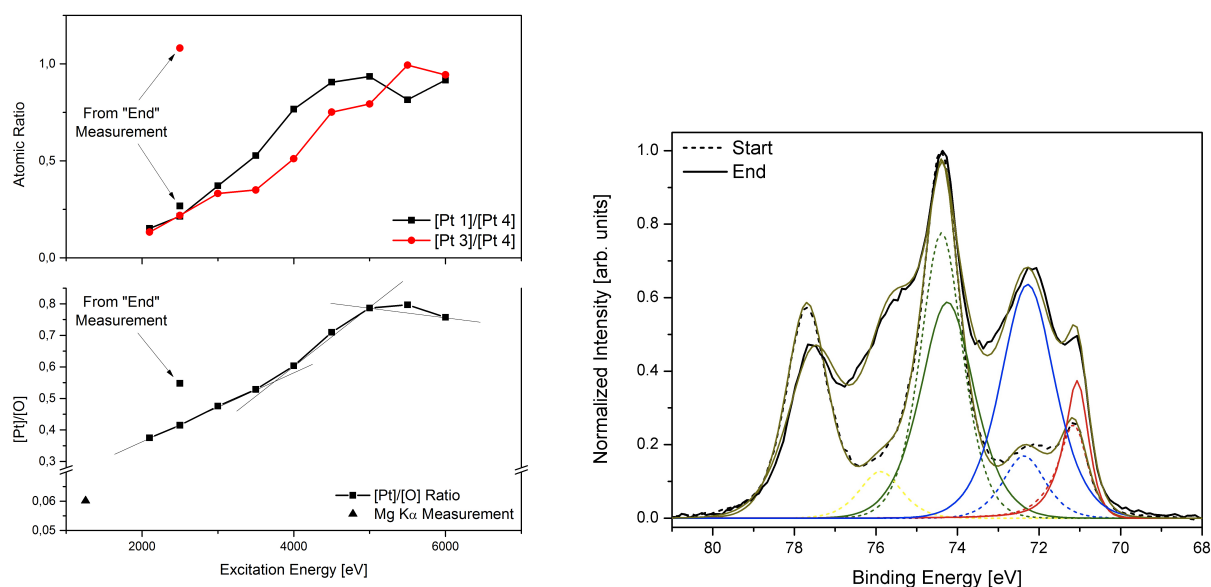 1,0
0,5
0,0
Atomic Ratio
From "End"
Measurement
[Pt 1]/[Pt 4]
[Pt 3]/[Pt 4]
0,8
0,7
0,6
0,5
0,4
0,3
0,06
0,05
[Pt]/[O]
From "End"
Measurement
[Pt]/[O] Ratio
Mg Kα Measurement
2000 4000 6000
Excitation Energy [eV]
Start
End
1.0
0.8
0.6
0.4
0.2
0.0
Normalized Intensity [arb. units]
80 78 76 74 72 70 68
Binding Energy [eV]